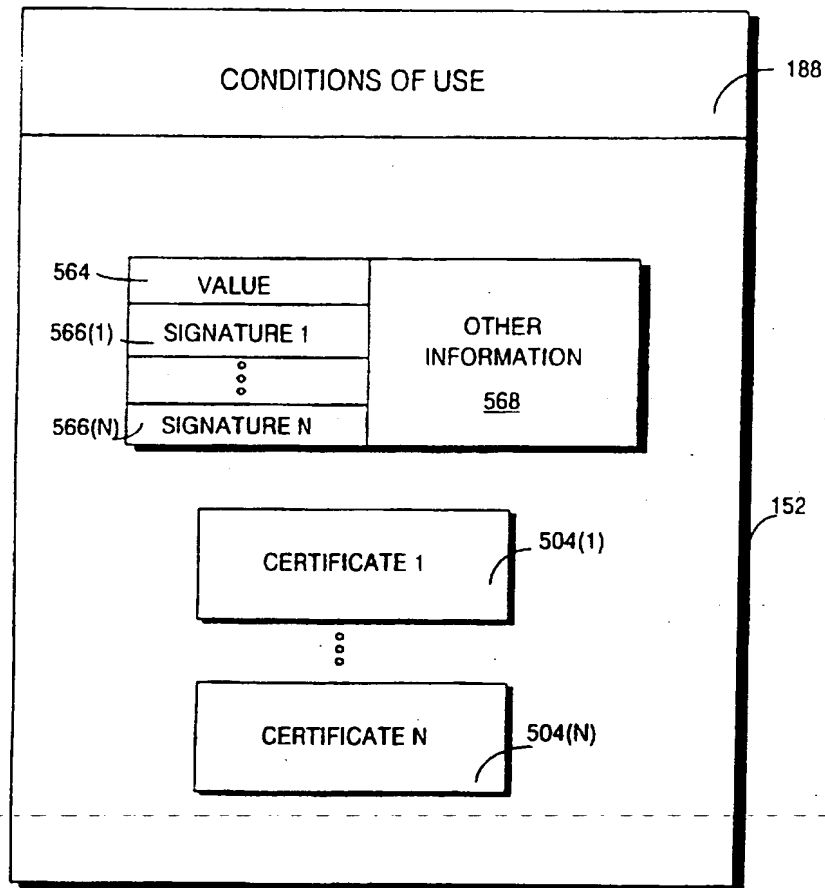 CONDITIONS OF USE
188
564
VALUE
566(1)
SIGNATURE 1
566(N)
SIGNATURE N
OTHER
INFORMATION
568
152
CERTIFICATE 1
504(1)
CERTIFICATE N
504(N)